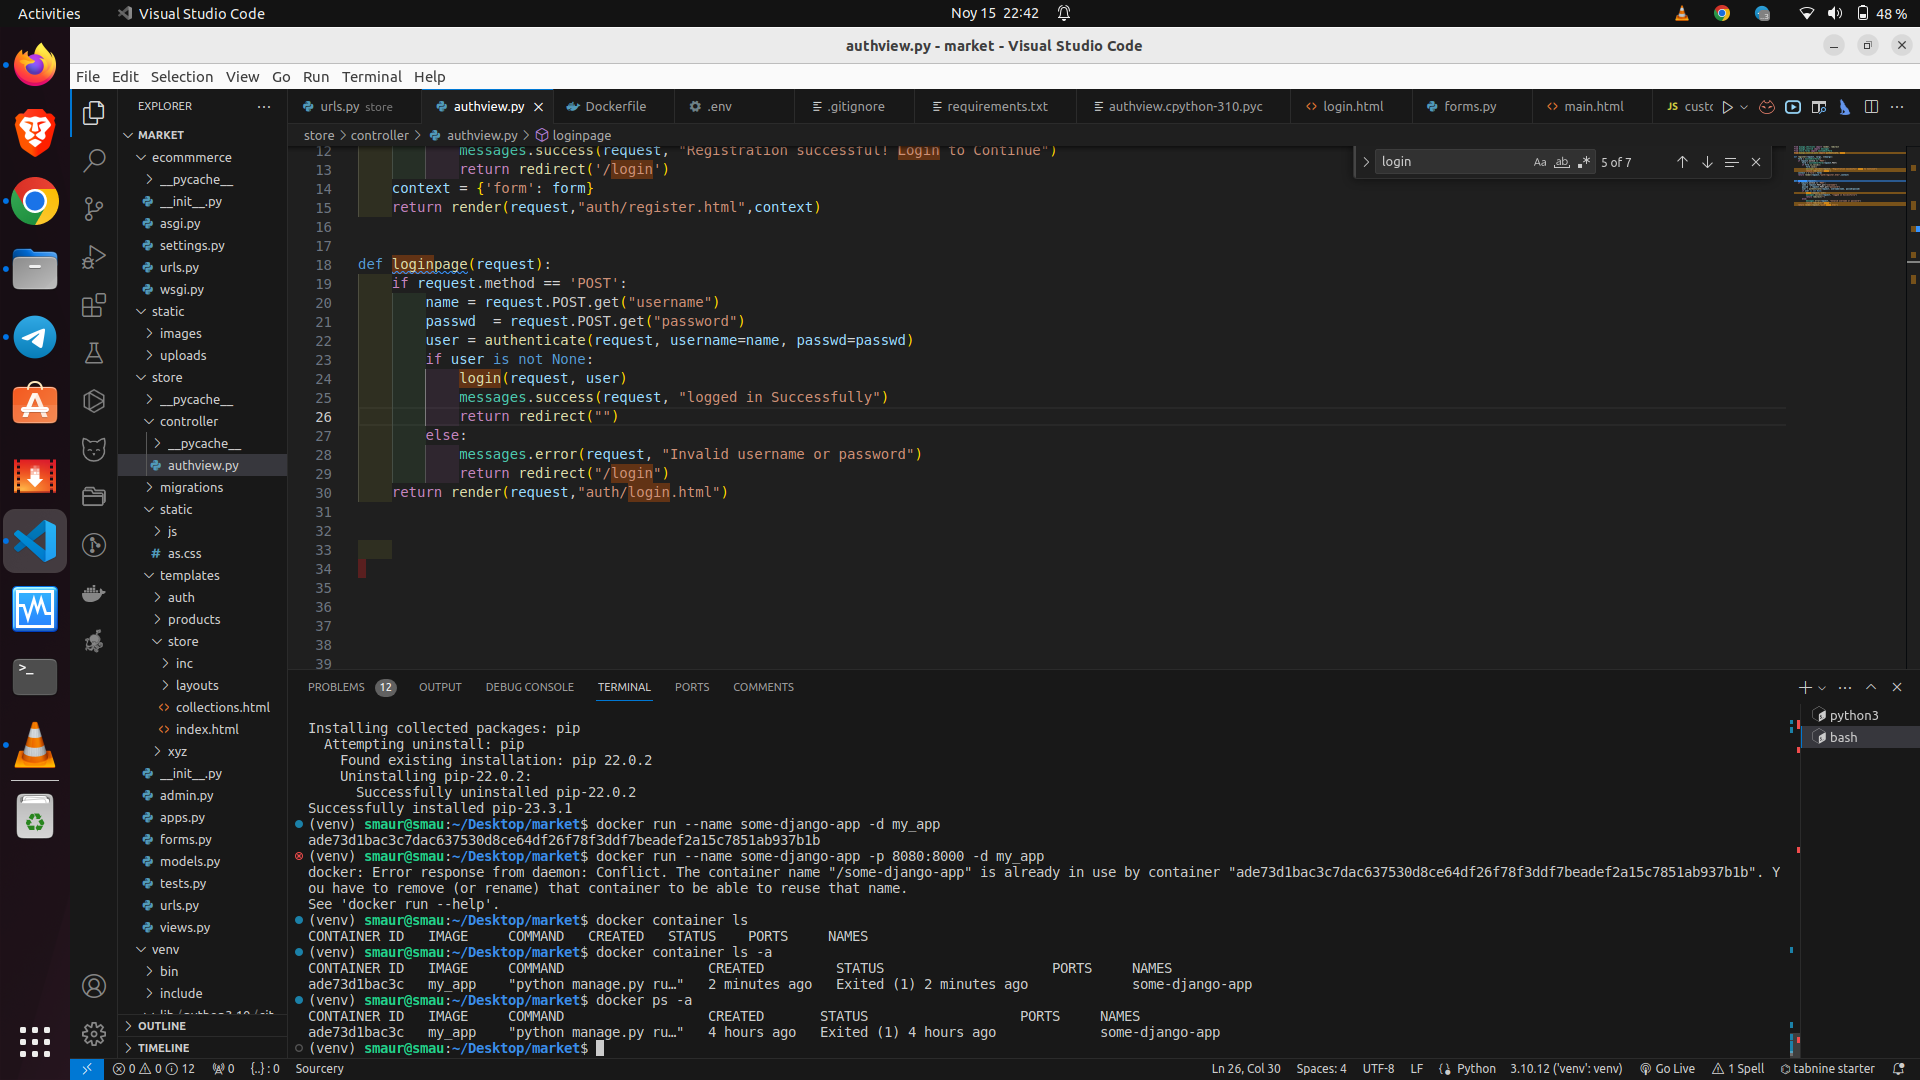 Activities
Visual Studio Code
Nov 15 22:42
48 %
authview.py - market - Visual Studio Code
File Edit Selection View Go Run Terminal Help
EXPLORER
MARKET
ecommmerce
__pycache__
__init__.py
asgi.py
settings.py
urls.py
wsgi.py
static
images
uploads
store
__pycache__
controller
__pycache__
authview.py
migrations
static
js
# as.css
templates
auth
products
store
inc
layouts
<> collections.html
<> index.html
xyz
__init__.py
admin.py
apps.py
forms.py
models.py
tests.py
urls.py
views.py
venv
bin
include
OUTLINE
TIMELINE
urls.py store
authview.py
Dockerfile
.env
.gitignore
requirements.txt
authview.cpython-310.pyc
<> login.html
forms.py
<> main.html
JS custo
store > controller > authview.py > loginpage
login
Aa ab .*
5 of 7
12 messages.success(request, "Registration successful! Login to Continue")
13 return redirect('/login')
14 context = {'form': form}
15 return render(request,"auth/register.html",context)
16
17
18 def loginpage(request):
19 if request.method == 'POST':
20 name = request.POST.get("username")
21 passwd  = request.POST.get("password")
22 user = authenticate(request, username=name, passwd=passwd)
23 if user is not None:
24 login(request, user)
25 messages.success(request, "logged in Successfully")
26 return redirect("")
27 else:
28 messages.error(request, "Invalid username or password")
29 return redirect("/login")
30 return render(request,"auth/login.html")
31
32
33
34
35
36
37
38
39
PROBLEMS 12 OUTPUT DEBUG CONSOLE TERMINAL PORTS COMMENTS
python3
bash
Installing collected packages: pip
Attempting uninstall: pip
Found existing installation: pip 22.0.2
Uninstalling pip-22.0.2:
Successfully uninstalled pip-22.0.2
Successfully installed pip-23.3.1
(venv) smaur@smau:~/Desktop/market$ docker run --name some-django-app -d my_app
ade73d1bac3c7dac637530d8ce64df26f78f3ddf7beadef2a15c7851ab937b1b
(venv) smaur@smau:~/Desktop/market$ docker run --name some-django-app -p 8080:8000 -d my_app
docker: Error response from daemon: Conflict. The container name "/some-django-app" is already in use by container "ade73d1bac3c7dac637530d8ce64df26f78f3ddf7beadef2a15c7851ab937b1b". Y
ou have to remove (or rename) that container to be able to reuse that name.
See 'docker run --help'.
(venv) smaur@smau:~/Desktop/market$ docker container ls
CONTAINER ID IMAGE COMMAND CREATED STATUS PORTS NAMES
(venv) smaur@smau:~/Desktop/market$ docker container ls -a
CONTAINER ID IMAGE COMMAND CREATED STATUS PORTS NAMES
ade73d1bac3c my_app "python manage.py ru…" 2 minutes ago Exited (1) 2 minutes ago some-django-app
(venv) smaur@smau:~/Desktop/market$ docker ps -a
CONTAINER ID IMAGE COMMAND CREATED STATUS PORTS NAMES
ade73d1bac3c my_app "python manage.py ru…" 4 hours ago Exited (1) 4 hours ago some-django-app
(venv) smaur@smau:~/Desktop/market$
0 0 12
0
{..} : 0
Sourcery
Ln 26, Col 30
Spaces: 4
UTF-8
LF
Python
3.10.12 ('venv': venv)
Go Live
1 Spell
tabnine starter